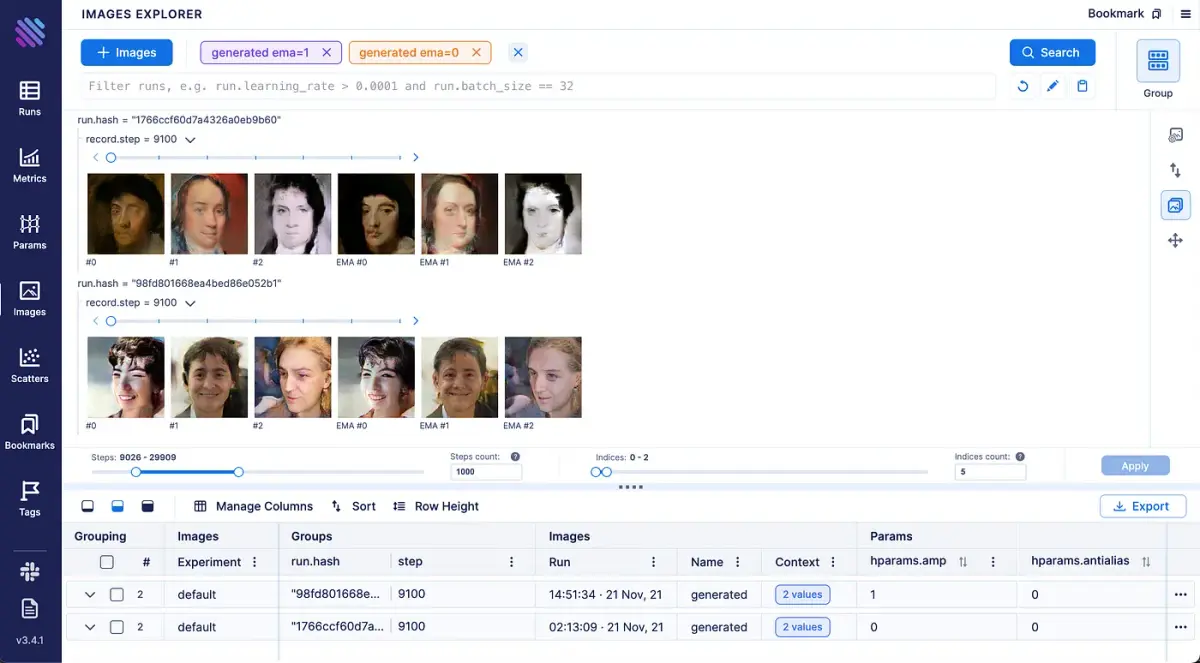 IMAGES EXPLORER
Bookmark
+ Images
generated ema=1
generated ema=0
Search
Group
Filter runs, e.g. run.learning_rate > 0.0001 and run.batch_size == 32
Runs
Metrics
Params
Images
Scatters
Bookmarks
Tags
v3.4.1
run.hash = "1766ccf60d7a4326a0eb9b60"
record.step = 9100
#0 #1 #2 EMA #0 EMA #1 EMA #2
run.hash = "98fd801668ea4bed86e052b1"
record.step = 9100
#0 #1 #2 EMA #0 EMA #1 EMA #2
Steps: 9026 - 29909
Steps count:
1000
Indices: 0 - 2
Indices count:
5
Apply
Manage Columns Sort Row Height
Export
Grouping Images Groups Images Params
# Experiment run.hash step Run Name Context hparams.amp hparams.antialias
2 default "98fd801668e... 9100 14:51:34 · 21 Nov, 21 generated 2 values 1 0
2 default "1766ccf60d7a... 9100 02:13:09 · 21 Nov, 21 generated 2 values 0 0